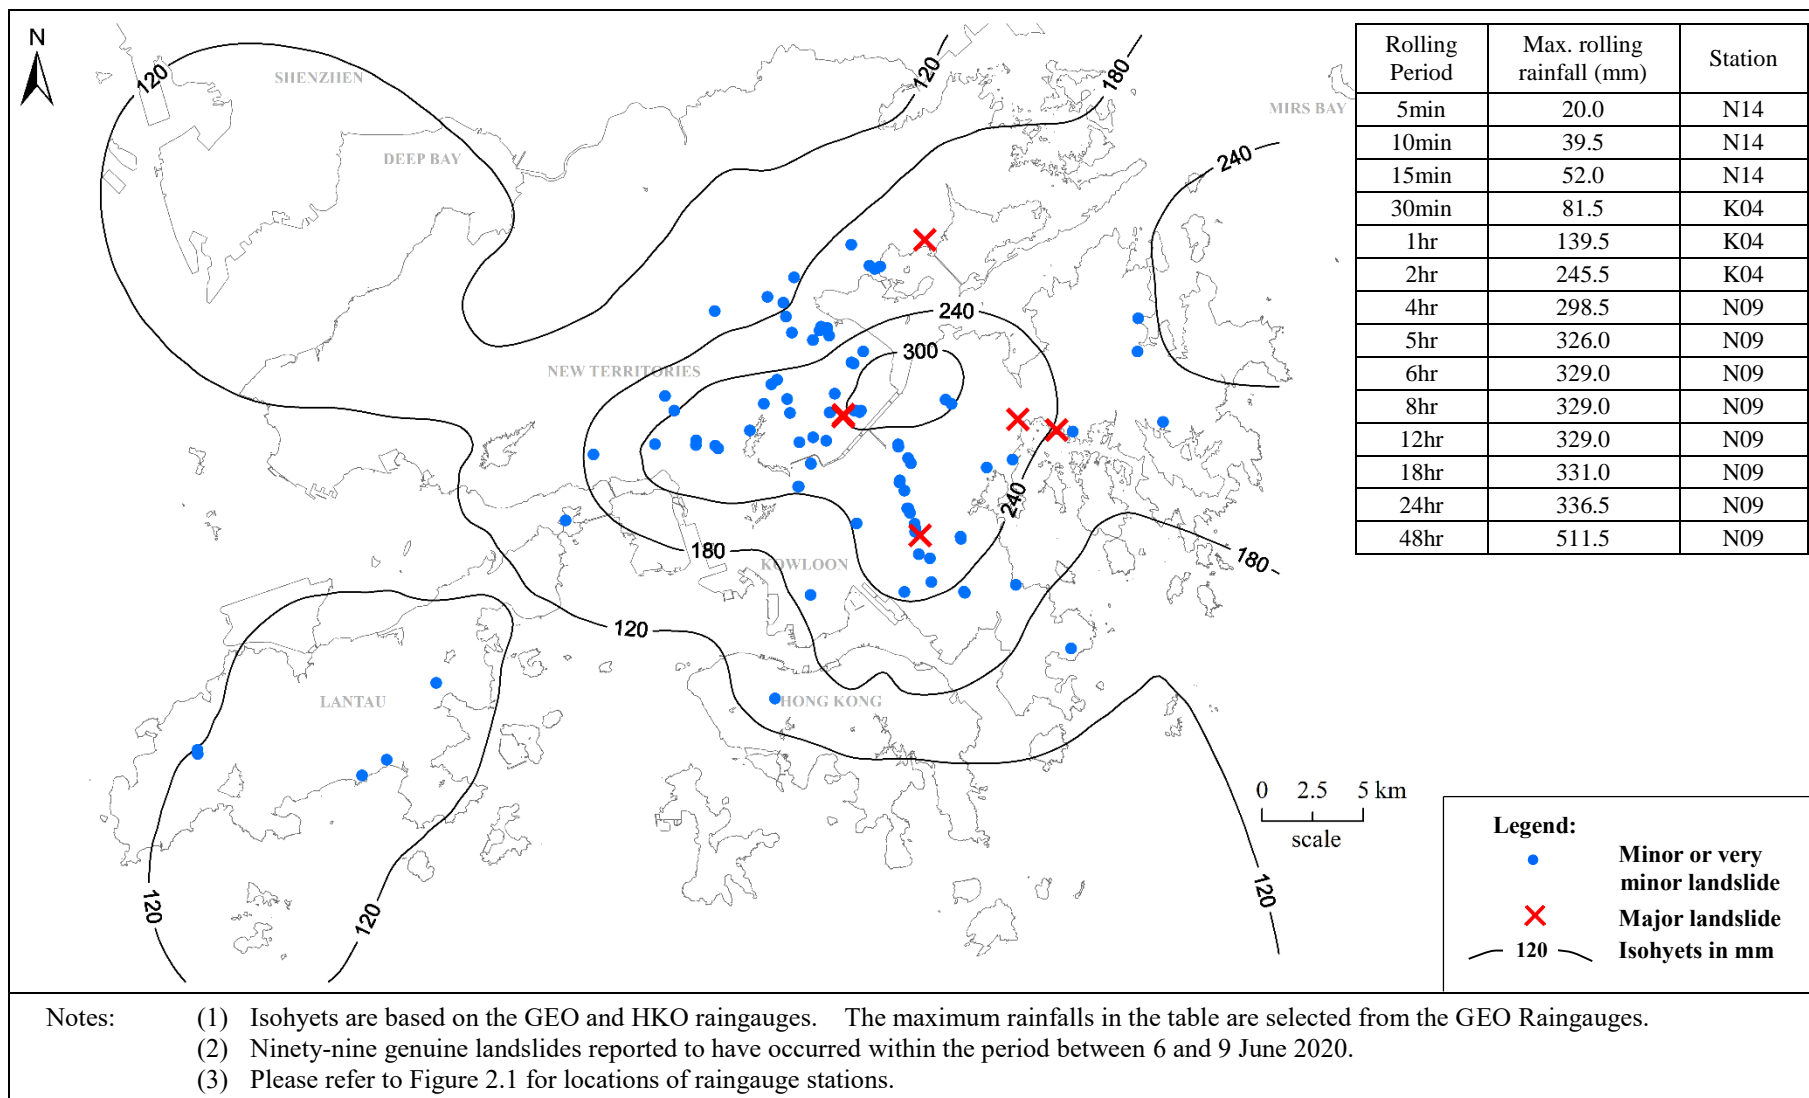 N
120
SHENZHEN
DEEP BAY
120
180
MIRS BAY
240
240
300
NEW TERRITORIES
240
180
KOWLOON
180
120
LANTAU
HONG KONG
120
120
120
0 2.5 5 km
scale
Rolling Period Max. rolling rainfall (mm) Station
5min 20.0 N14
10min 39.5 N14
15min 52.0 N14
30min 81.5 K04
1hr 139.5 K04
2hr 245.5 K04
4hr 298.5 N09
5hr 326.0 N09
6hr 329.0 N09
8hr 329.0 N09
12hr 329.0 N09
18hr 331.0 N09
24hr 336.5 N09
48hr 511.5 N09
Legend:
Minor or very
minor landslide
Major landslide
120 Isohyets in mm
Notes: (1) Isohyets are based on the GEO and HKO raingauges. The maximum rainfalls in the table are selected from the GEO Raingauges.
(2) Ninety-nine genuine landslides reported to have occurred within the period between 6 and 9 June 2020.
(3) Please refer to Figure 2.1 for locations of raingauge stations.